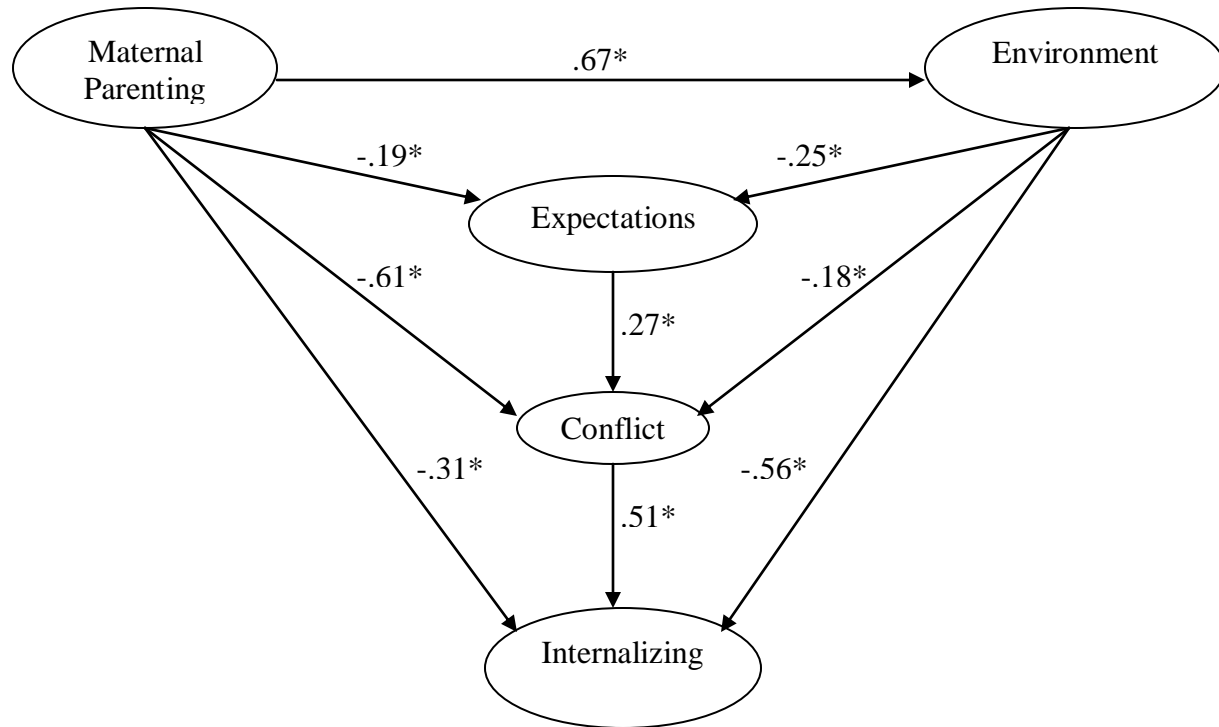 Maternal
Parenting
Environment
.67*
-.19*
-.25*
Expectations
-.61*
-.18*
.27*
Conflict
-.31*
-.56*
.51*
Internalizing